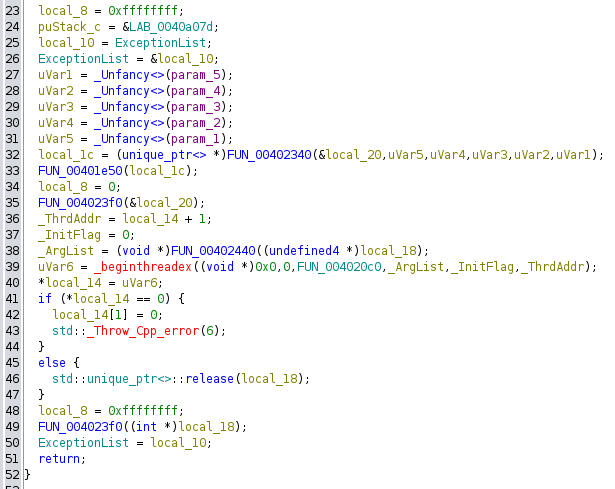 23 local_8 = 0xffffffff;
24 puStack_c = &LAB_0040a07d;
25 local_10 = ExceptionList;
26 ExceptionList = &local_10;
27 uVar1 = _Unfancy<>(param_5);
28 uVar2 = _Unfancy<>(param_4);
29 uVar3 = _Unfancy<>(param_3);
30 uVar4 = _Unfancy<>(param_2);
31 uVar5 = _Unfancy<>(param_1);
32 local_1c = (unique_ptr<> *)FUN_00402340(&local_20,uVar5,uVar4,uVar3,uVar2,uVar1);
33 FUN_00401e50(local_1c);
34 local_8 = 0;
35 FUN_004023f0(&local_20);
36 _ThrdAddr = local_14 + 1;
37 _InitFlag = 0;
38 _ArgList = (void *)FUN_00402440((undefined4 *)local_18);
39 uVar6 = _beginthreadex((void *)0x0,0,FUN_004020c0,_ArgList,_InitFlag,_ThrdAddr);
40 *local_14 = uVar6;
41 if (*local_14 == 0) {
42 local_14[1] = 0;
43 std::_Throw_Cpp_error(6);
44 }
45 else {
46 std::unique_ptr<>::release(local_18);
47 }
48 local_8 = 0xffffffff;
49 FUN_004023f0((int *)local_18);
50 ExceptionList = local_10;
51 return;
52 }